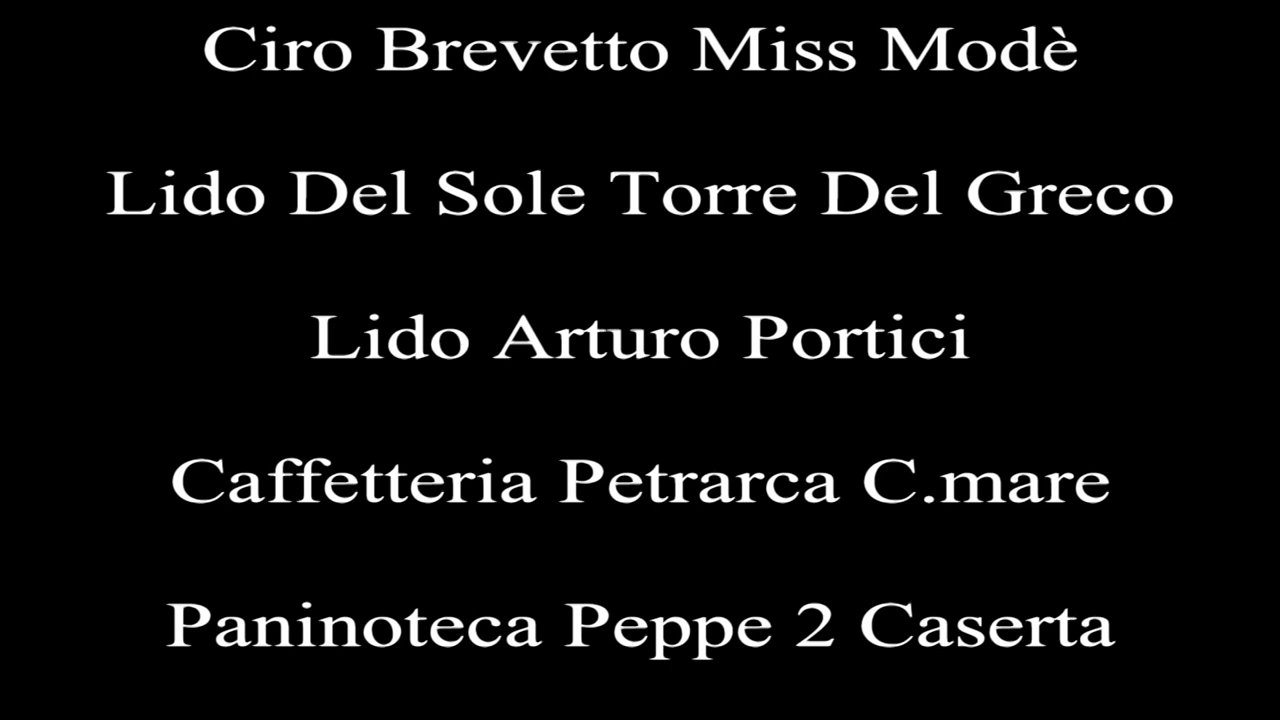 Ciro Brevetto Miss Modè
Lido Del Sole Torre Del Greco
Lido Arturo Portici
Caffetteria Petrarca C.mare
Paninoteca Peppe 2 Caserta